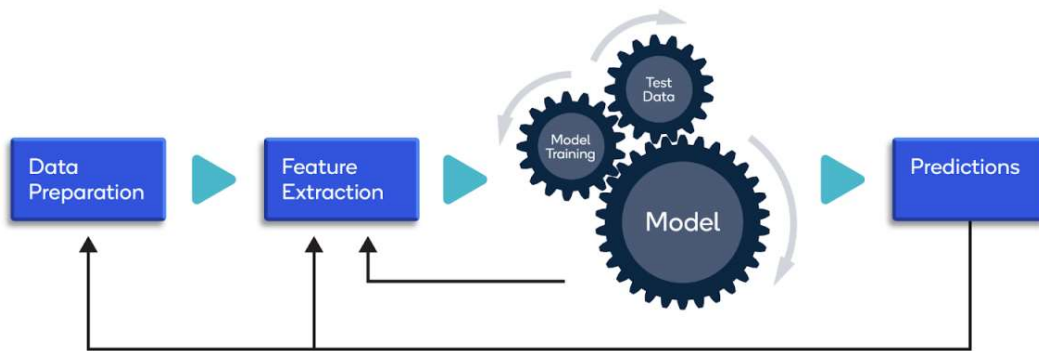 Data
Preparation
Feature
Extraction
Model
Training
Test
Data
Model
Predictions